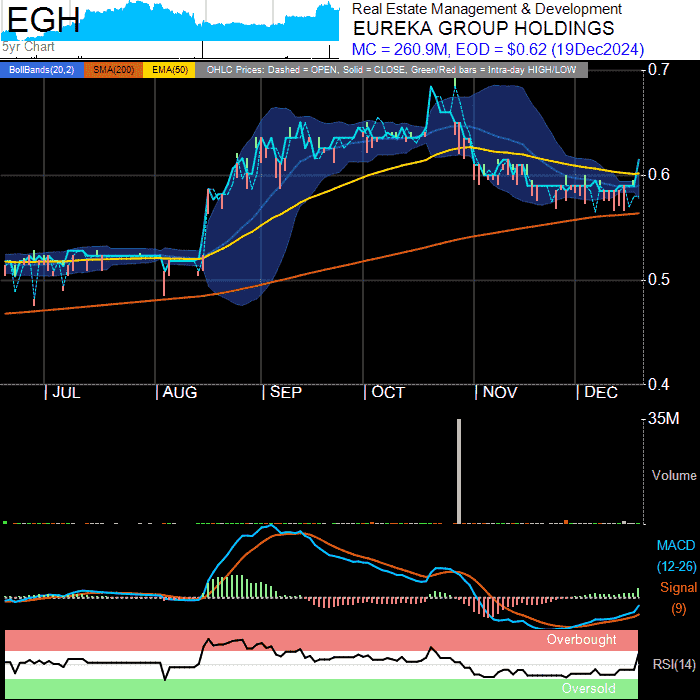 EGH
5yr Chart
Real Estate Management & Development
EUREKA GROUP HOLDINGS
MC = 260.9M, EOD = $0.62 (19Dec2024)
BollBands(20,2) SMA(200) EMA(50) OHLC Prices: Dashed = OPEN, Solid = CLOSE, Green/Red bars = Intra-day HIGH/LOW
0.7
0.6
0.5
0.4
| JUL | AUG | SEP | OCT | NOV | DEC
35M
Volume
MACD
(12-26)
Signal
(9)
Overbought
RSI(14)
Oversold